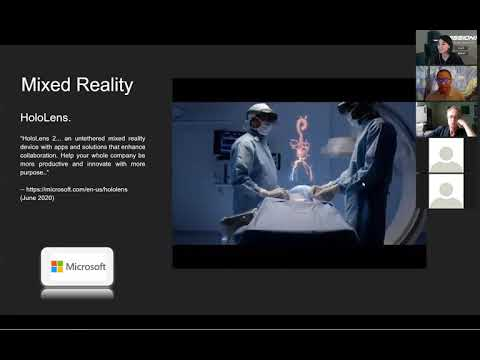 Mixed Reality
HoloLens.
"HoloLens 2... an untethered mixed reality
device with apps and solutions that enhance
collaboration. Help your whole company be
more productive and innovate with more
purpose.."
-- https://microsoft.com/en-us/hololens
(June 2020)
Microsoft